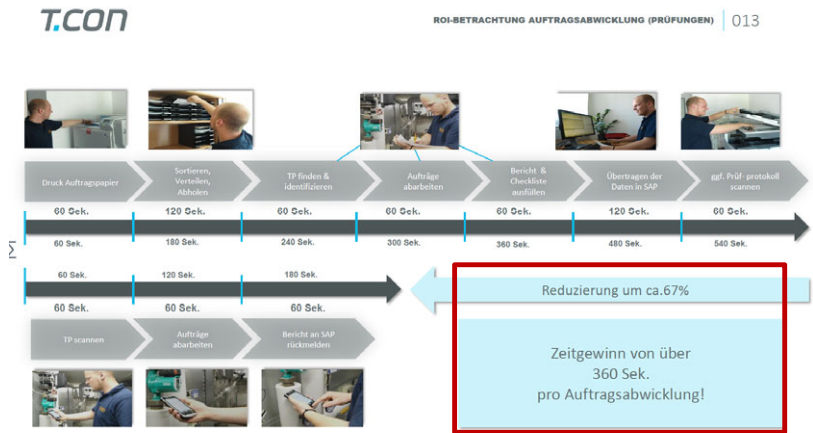 T.CON
ROI-BETRACHTUNG AUFTRAGSABWICKLUNG (PRÜFUNGEN) 013
Druck Auftragspapier
Sortieren,
Verteilen,
Abholen
TP finden &
identifizieren
Aufträge
abarbeiten
Bericht &
Checkliste
ausfüllen
Übertragen der
Daten in SAP
ggf. Prüf- protokoll
scannen
60 Sek. 120 Sek. 60 Sek. 60 Sek. 60 Sek. 120 Sek. 60 Sek.
60 Sek. 180 Sek. 240 Sek. 300 Sek. 360 Sek. 480 Sek. 540 Sek.
60 Sek. 120 Sek. 180 Sek.
60 Sek. 60 Sek. 60 Sek.
TP scannen
Aufträge
abarbeiten
Bericht an SAP
rückmelden
Reduzierung um ca.67%
Zeitgewinn von über
360 Sek.
pro Auftragsabwicklung!